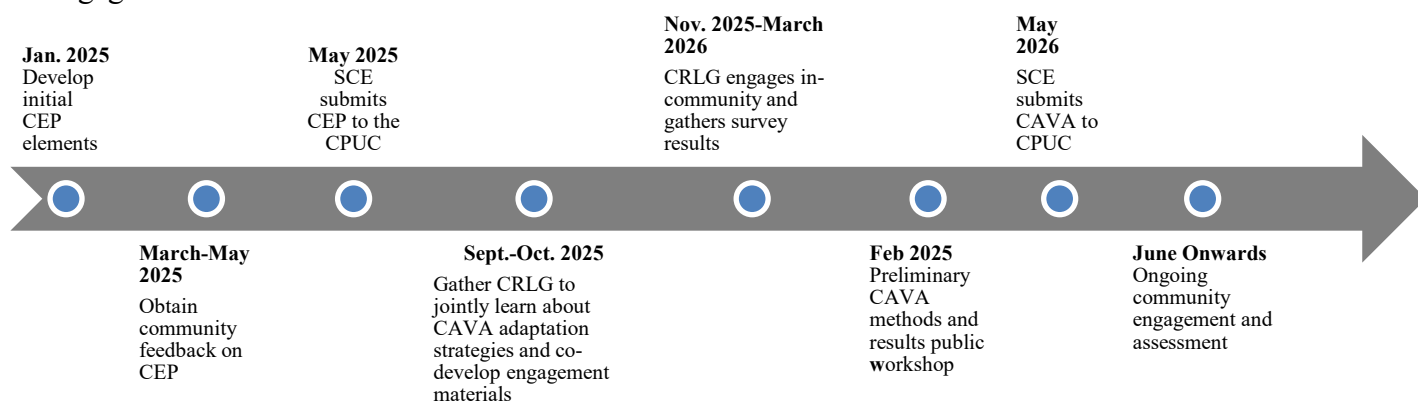 Jan. 2025
Develop
initial
CEP
elements
March-May
2025
Obtain
community
feedback on
CEP
May 2025
SCE
submits
CEP to the
CPUC
Sept.-Oct. 2025
Gather CRLG to
jointly learn about
CAVA adaptation
strategies and co-
develop engagement
materials
Nov. 2025-March
2026
CRLG engages in-
community and
gathers survey
results
Feb 2025
Preliminary
CAVA
methods and
results public
workshop
May
2026
SCE
submits
CAVA to
CPUC
June Onwards
Ongoing
community
engagement and
assessment